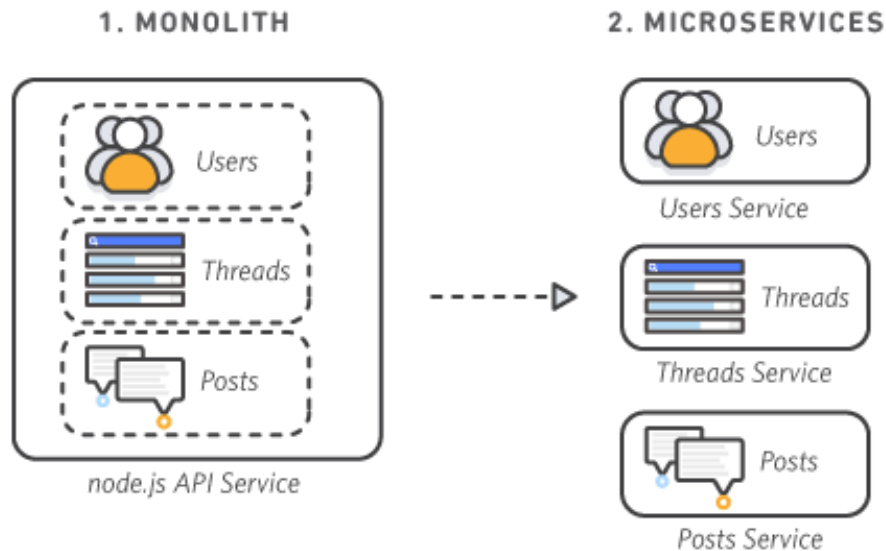 1. MONOLITH
Users
Threads
Posts
node.js API Service
2. MICROSERVICES
Users
Users Service
Threads
Threads Service
Posts
Posts Service